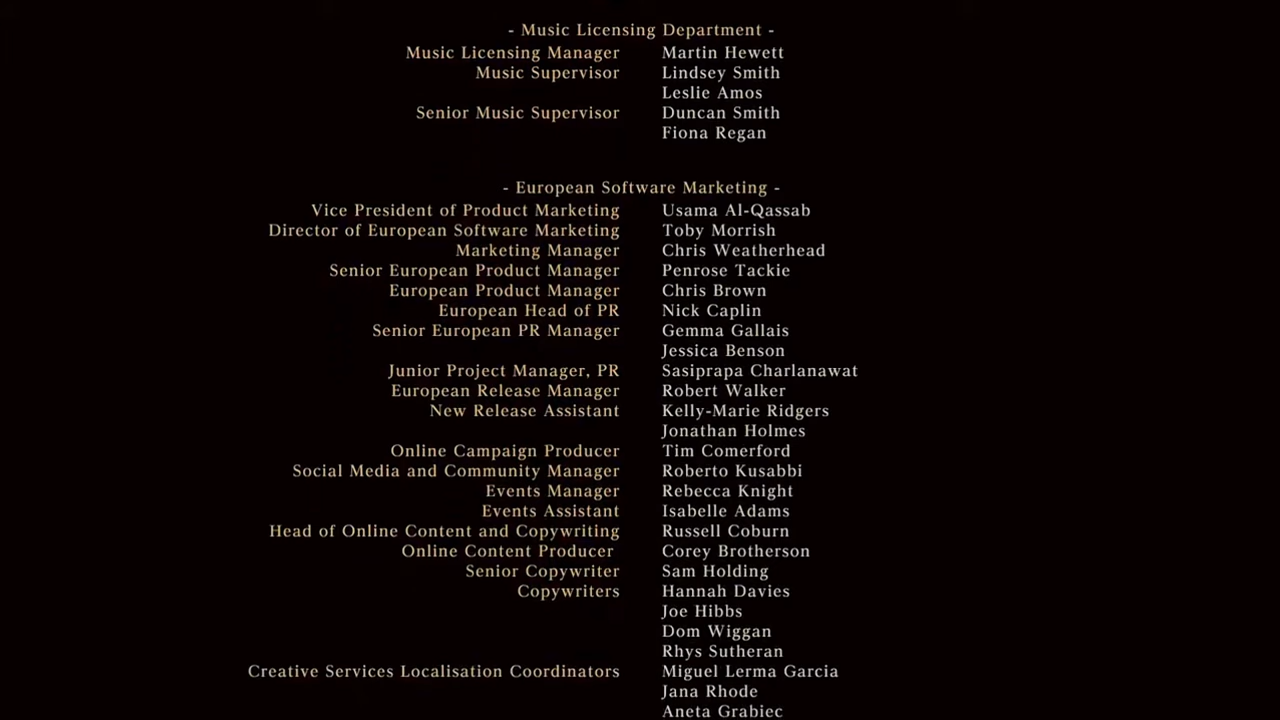 - Music Licensing Department -
Music Licensing Manager Martin Hewett
Music Supervisor Lindsey Smith
Leslie Amos
Senior Music Supervisor Duncan Smith
Fiona Regan
- European Software Marketing -
Vice President of Product Marketing Usama Al-Qassab
Director of European Software Marketing Toby Morrish
Marketing Manager Chris Weatherhead
Senior European Product Manager Penrose Tackie
European Product Manager Chris Brown
European Head of PR Nick Caplin
Senior European PR Manager Gemma Gallais
Jessica Benson
Junior Project Manager, PR Sasiprapa Charlanawat
European Release Manager Robert Walker
New Release Assistant Kelly-Marie Ridgers
Jonathan Holmes
Online Campaign Producer Tim Comerford
Social Media and Community Manager Roberto Kusabbi
Events Manager Rebecca Knight
Events Assistant Isabelle Adams
Head of Online Content and Copywriting Russell Coburn
Online Content Producer Corey Brotherson
Senior Copywriter Sam Holding
Copywriters Hannah Davies
Joe Hibbs
Dom Wiggan
Rhys Sutheran
Creative Services Localisation Coordinators Miguel Lerma Garcia
Jana Rhode
Aneta Grabiec